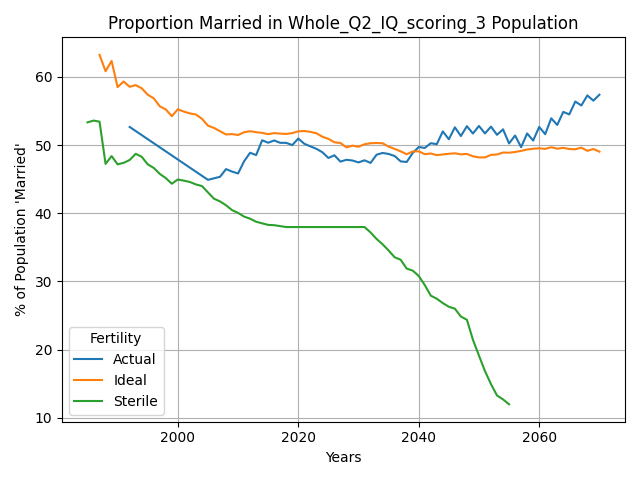 Proportion Married in Whole_Q2_IQ_scoring_3 Population
% of Population 'Married'
60
50
40
30
20
10
Fertility
Actual
Ideal
Sterile
2000 2020 2040 2060
Years